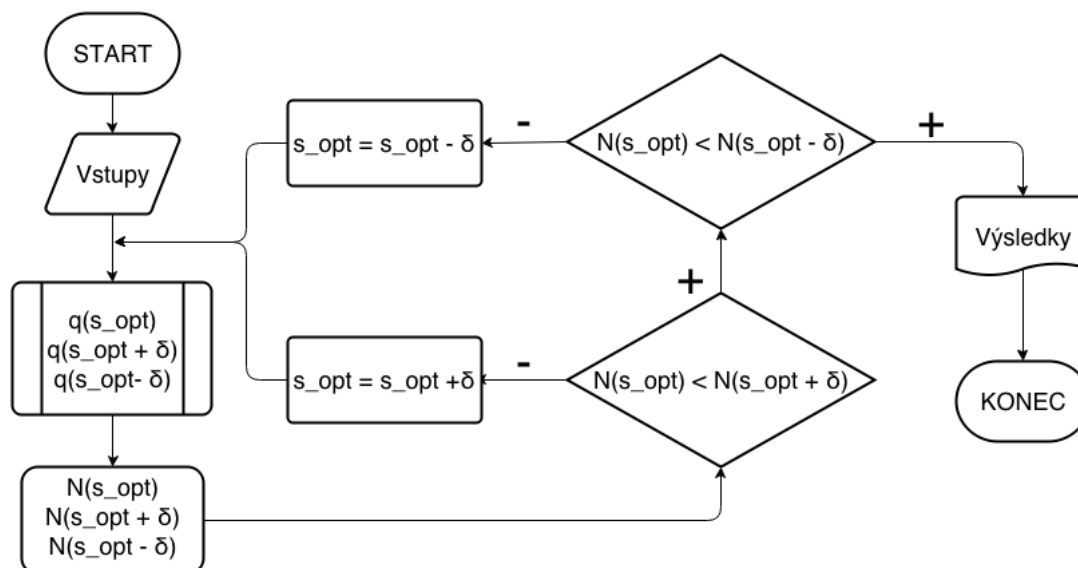 START
Vstupy
q(s_opt)
q(s_opt + δ)
q(s_opt- δ)
N(s_opt)
N(s_opt + δ)
N(s_opt - δ)
N(s_opt) < N(s_opt + δ)
-
s_opt = s_opt +δ
+
N(s_opt) < N(s_opt - δ)
-
s_opt = s_opt - δ
+
Výsledky
KONEC